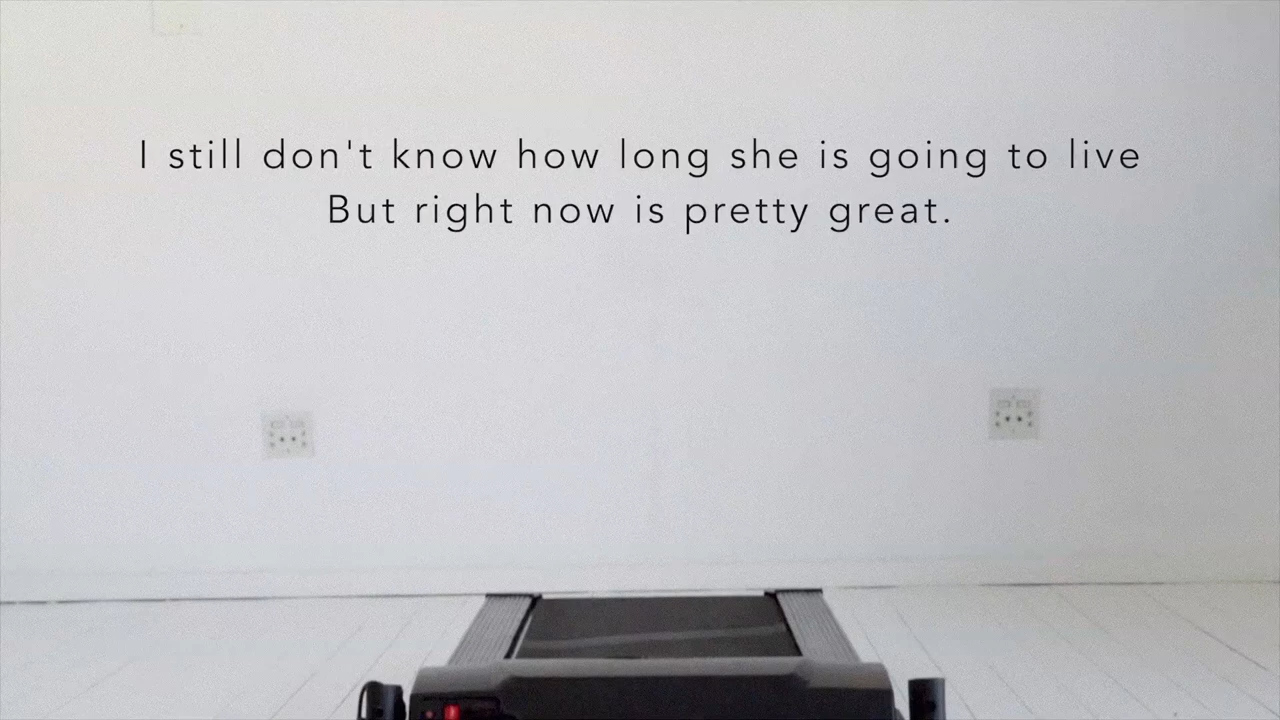 I still don't know how long she is going to live
But right now is pretty great.